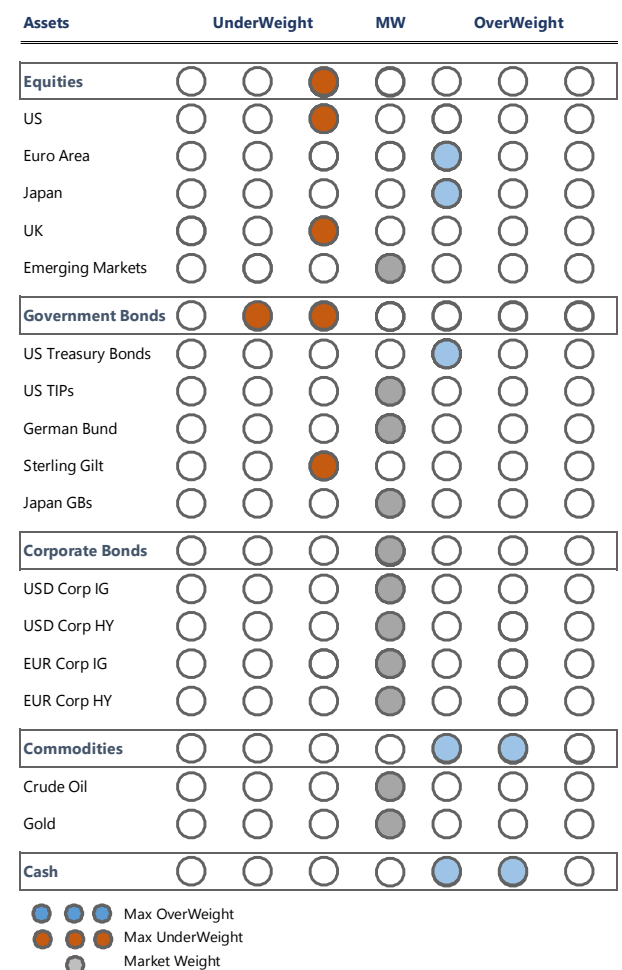 Assets UnderWeight MW OverWeight
Equities
US
Euro Area
Japan
UK
Emerging Markets
Government Bonds
US Treasury Bonds
US TIPs
German Bund
Sterling Gilt
Japan GBs
Corporate Bonds
USD Corp IG
USD Corp HY
EUR Corp IG
EUR Corp HY
Commodities
Crude Oil
Gold
Cash
Max OverWeight
Max UnderWeight
Market Weight